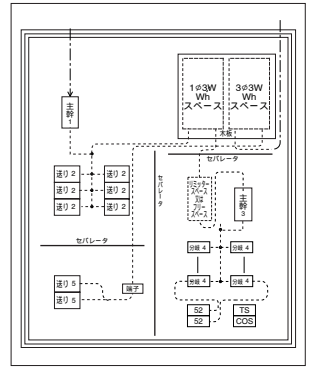 1φ3W
Wh
スペース
3φ3W
Wh
スペース
木板
主幹
1
セパレータ
送り 2
送り 2
送り 2
送り 2
送り 2
送り 2
セパレータ
リミッター
スペース
又は
フリー
スペース
主幹
3
セパレータ
分岐 4
分岐 4
分岐 4
分岐 4
送り 5
送り 5
端子
52
52
TS
COS